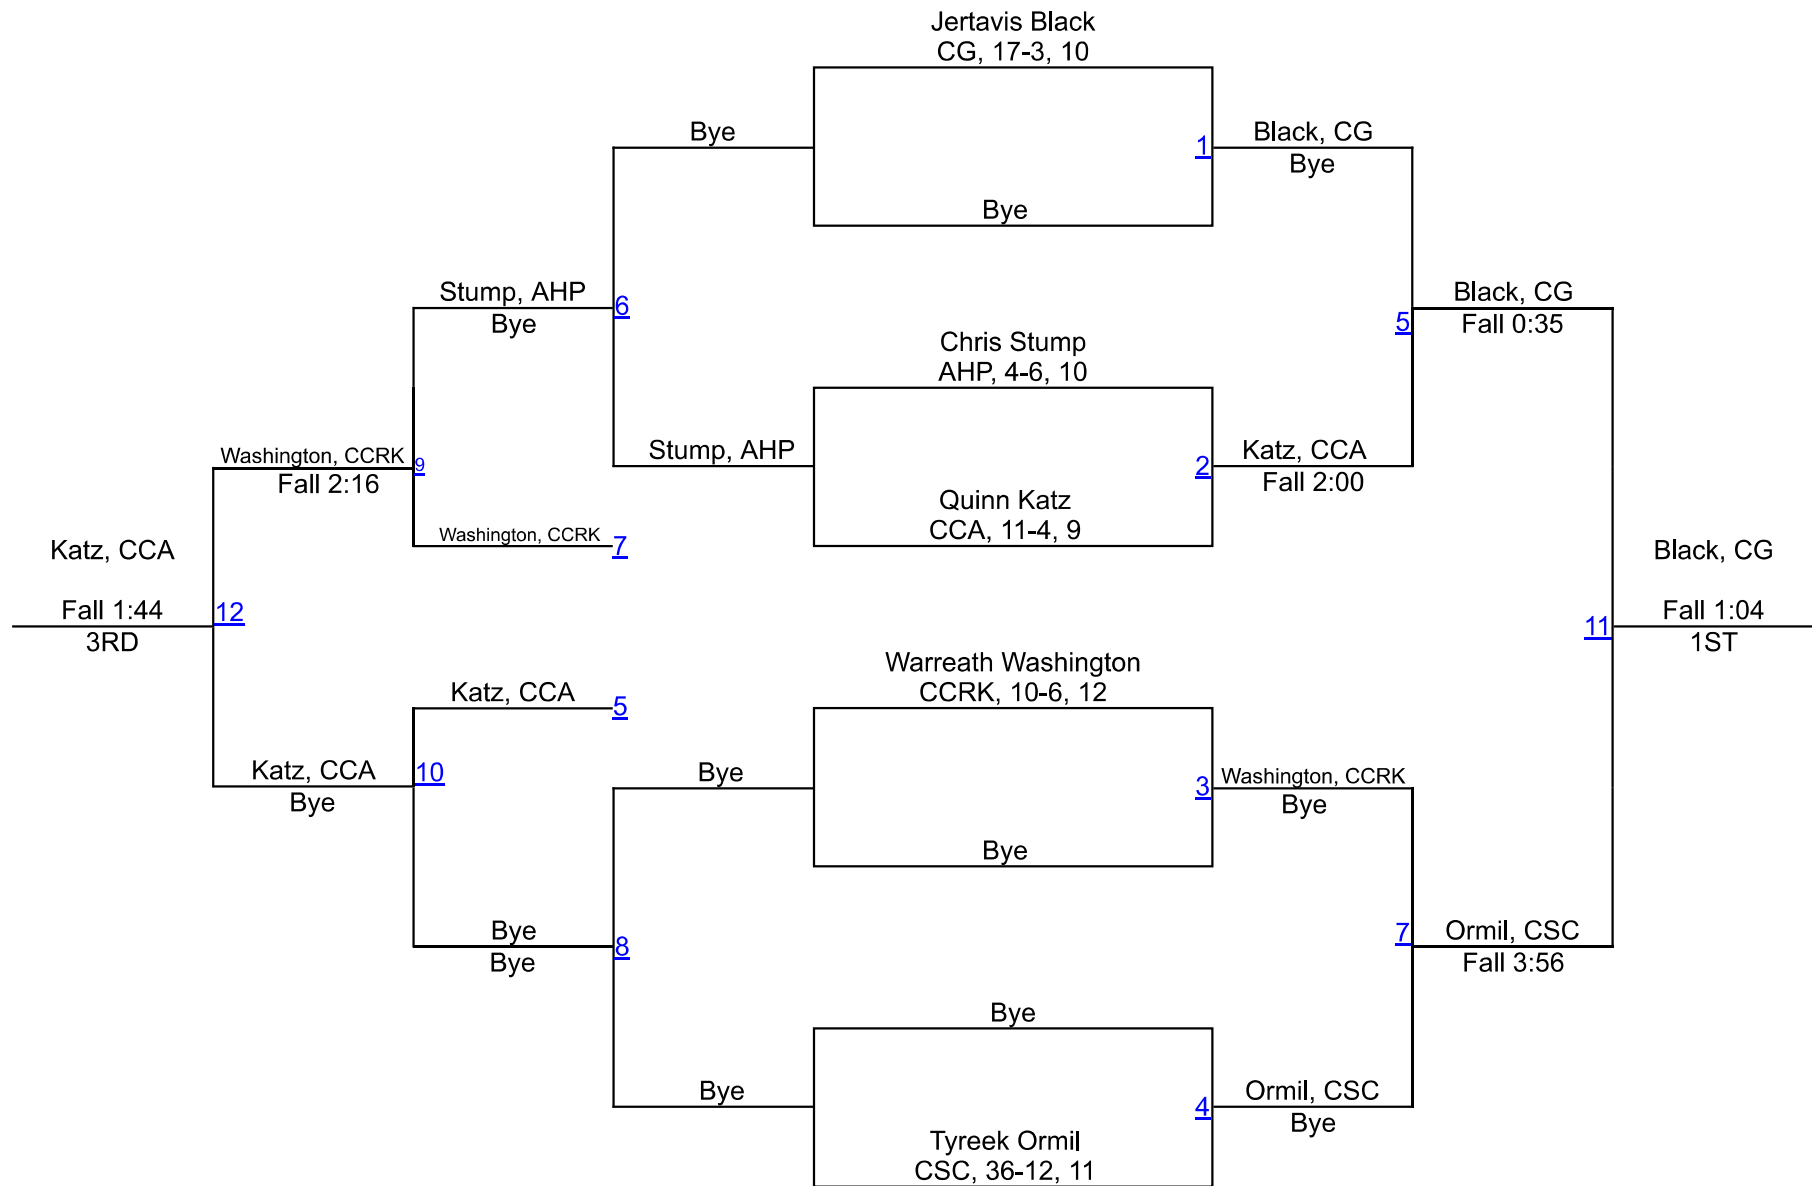 Jertavis Black
CG, 17-3, 10
Bye
1
Black, CG
Bye
Bye
Stump, AHP
Bye
6
Black, CG
Fall 0:35
5
Chris Stump
AHP, 4-6, 10
Washington, CCRK
Fall 2:16
9
Stump, AHP
2
Katz, CCA
Fall 2:00
Quinn Katz
CCA, 11-4, 9
Washington, CCRK
7
Katz, CCA
Fall 1:44
3RD
12
Black, CG
Fall 1:04
1ST
11
Warreath Washington
CCRK, 10-6, 12
Katz, CCA
5
Katz, CCA
Bye
10
Bye
3
Washington, CCRK
Bye
Bye
Bye
Bye
8
7
Ormil, CSC
Fall 3:56
Bye
Bye
4
Ormil, CSC
Bye
Tyreek Ormil
CSC, 36-12, 11